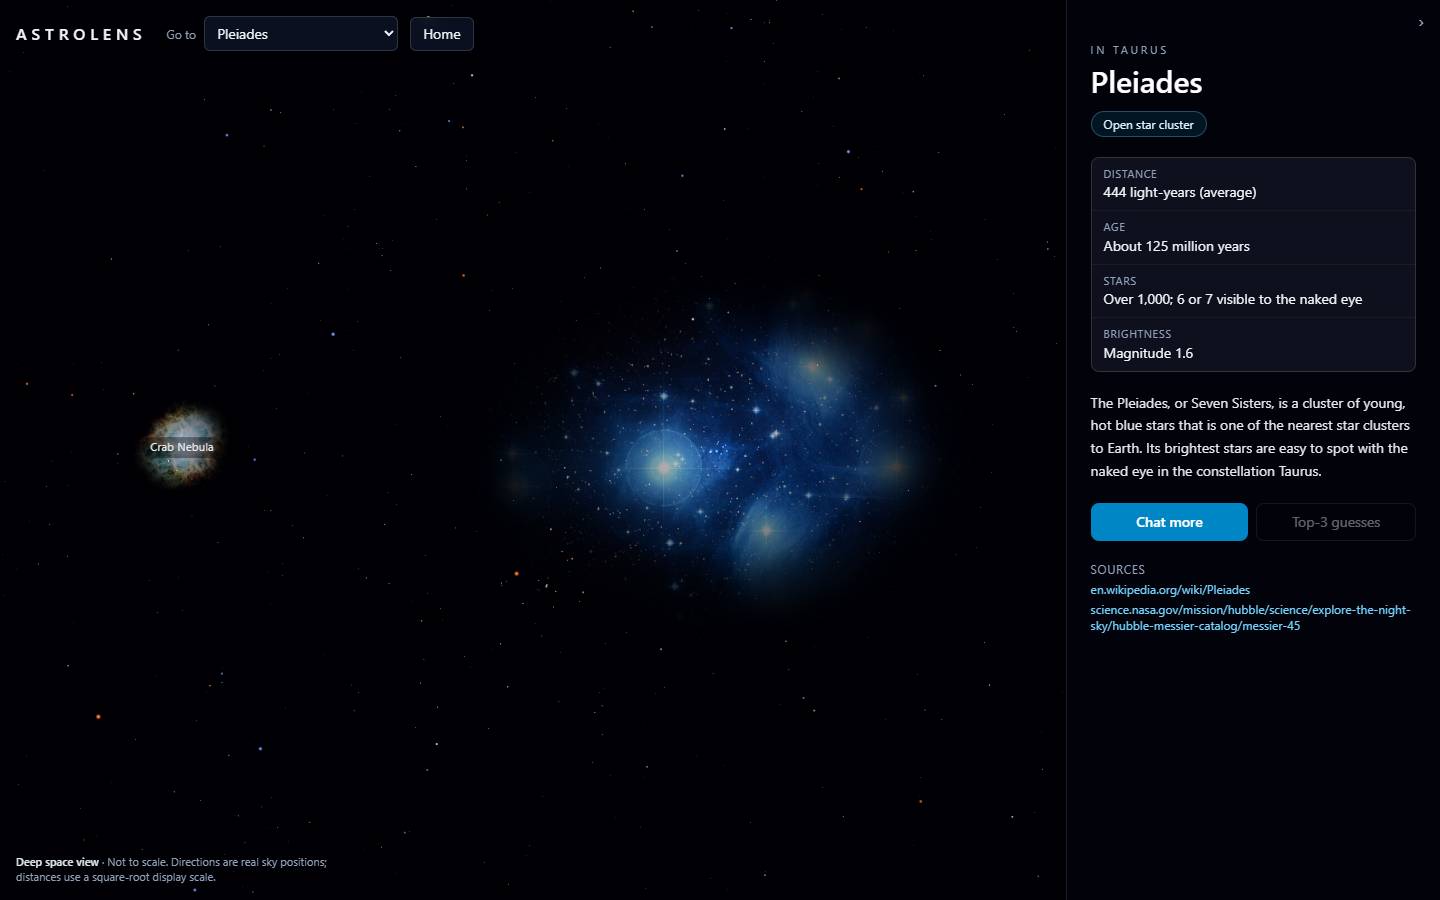 ASTROLENS Go to Pleiades Home
›
IN TAURUS
Pleiades
Open star cluster
DISTANCE
444 light-years (average)
AGE
About 125 million years
STARS
Over 1,000; 6 or 7 visible to the naked eye
BRIGHTNESS
Magnitude 1.6
The Pleiades, or Seven Sisters, is a cluster of young,
hot blue stars that is one of the nearest star clusters
to Earth. Its brightest stars are easy to spot with the
naked eye in the constellation Taurus.
Chat more Top-3 guesses
SOURCES
en.wikipedia.org/wiki/Pleiades
science.nasa.gov/mission/hubble/science/explore-the-night-
sky/hubble-messier-catalog/messier-45
Crab Nebula
Deep space view · Not to scale. Directions are real sky positions;
distances use a square-root display scale.